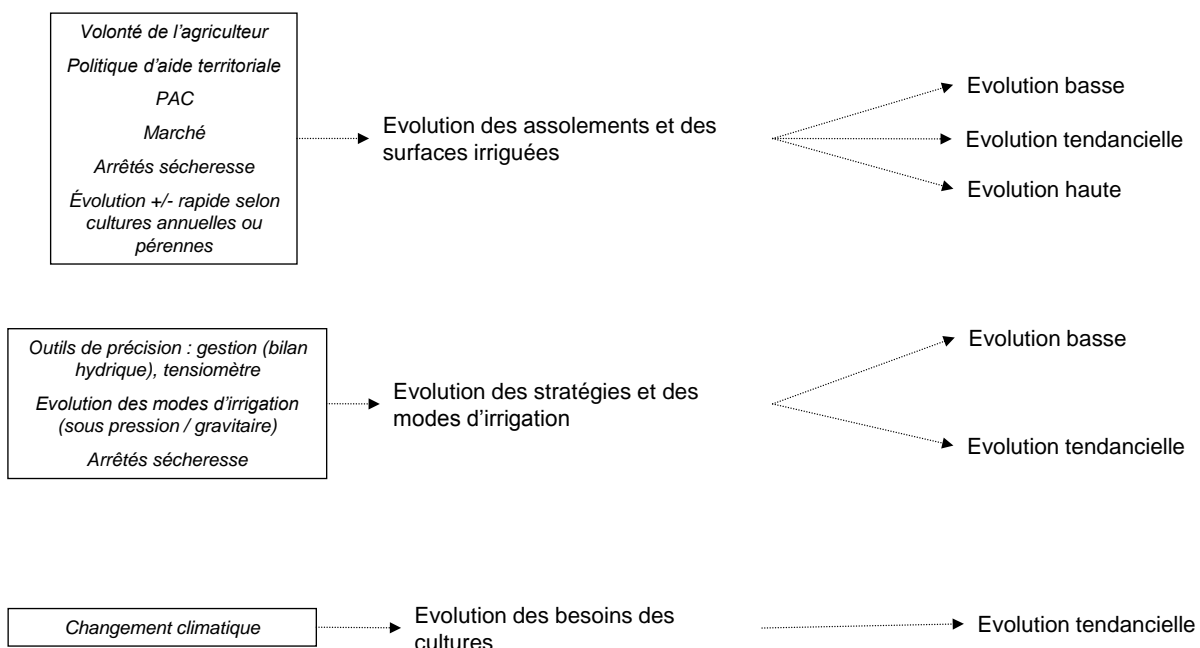 Volonté de l'agriculteur
Politique d'aide territoriale
PAC
Marché
Arrêtés sécheresse
Évolution +/- rapide selon
cultures annuelles ou
pérennes
Evolution des assolements et des
surfaces irriguées
Evolution basse
Evolution tendancielle
Evolution haute
Outils de précision : gestion (bilan
hydrique), tensiomètre
Evolution des modes d'irrigation
(sous pression / gravitaire)
Arrêtés sécheresse
Evolution des stratégies et des
modes d'irrigation
Evolution basse
Evolution tendancielle
Changement climatique
Evolution des besoins des
cultures
Evolution tendancielle